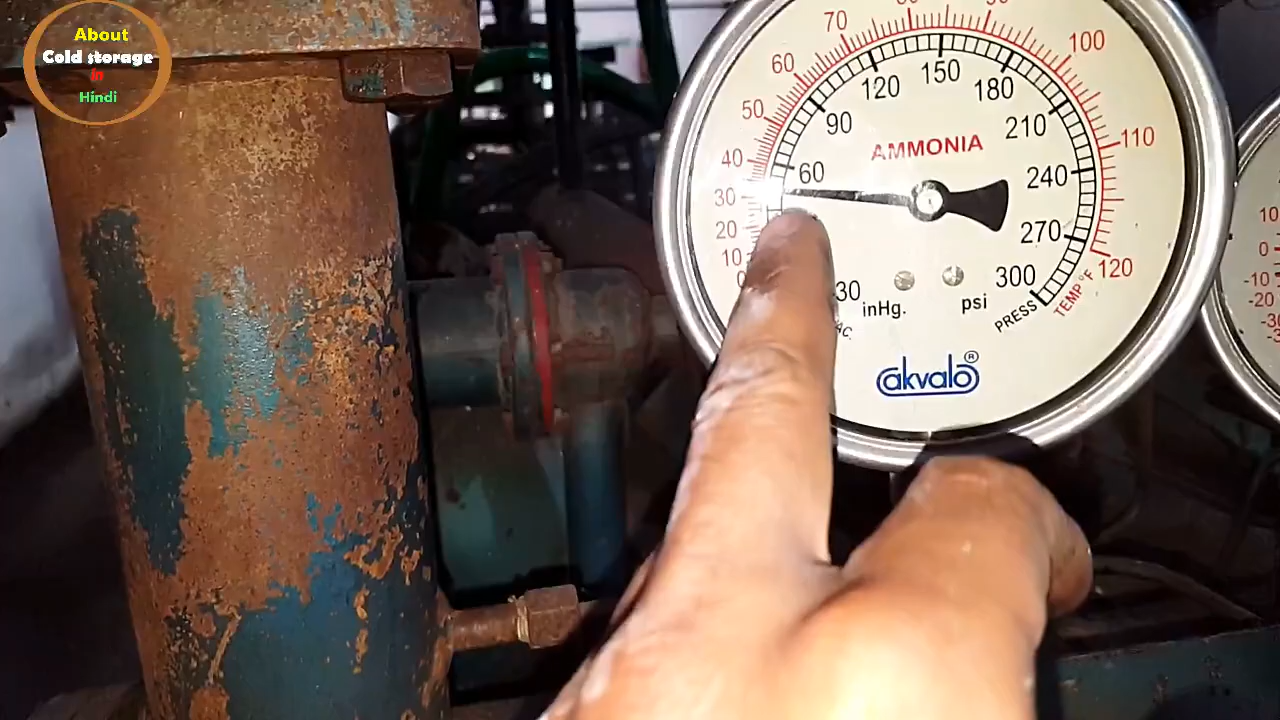 About
Cold storage
in
Hindi
70
100
60
150
120
180
50
90
210
110
AMMONIA
40
60
240
30
20
270
10
120
300
30
inHg.
psi
PRESS
TEMP °F
akvalo®
10
0
-10
-20